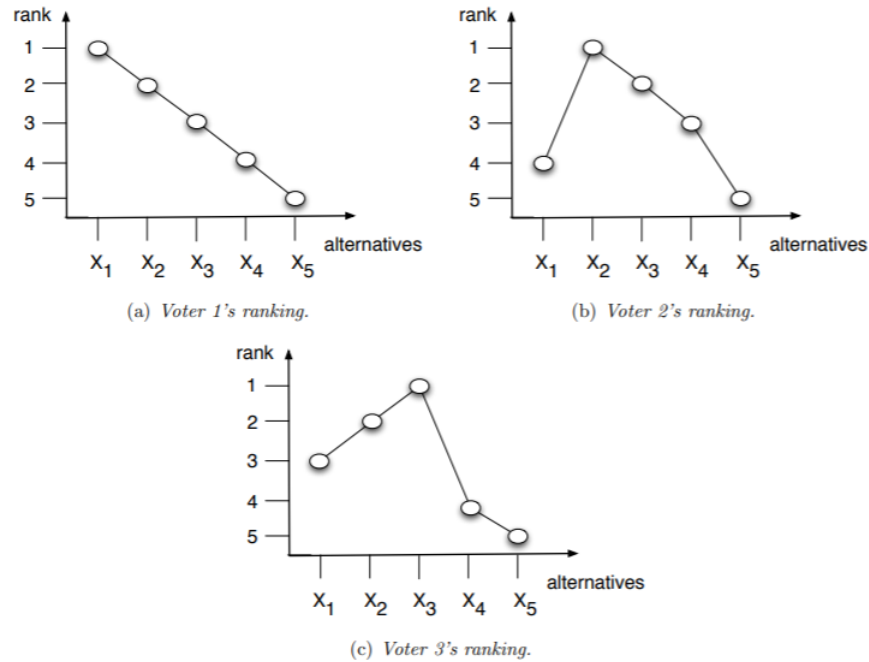 rank
1
2
3
4
5
alternatives
X1 X2 X3 X4 X5
(a) Voter 1's ranking.
rank
1
2
3
4
5
alternatives
X1 X2 X3 X4 X5
(b) Voter 2's ranking.
rank
1
2
3
4
5
alternatives
X1 X2 X3 X4 X5
(c) Voter 3's ranking.